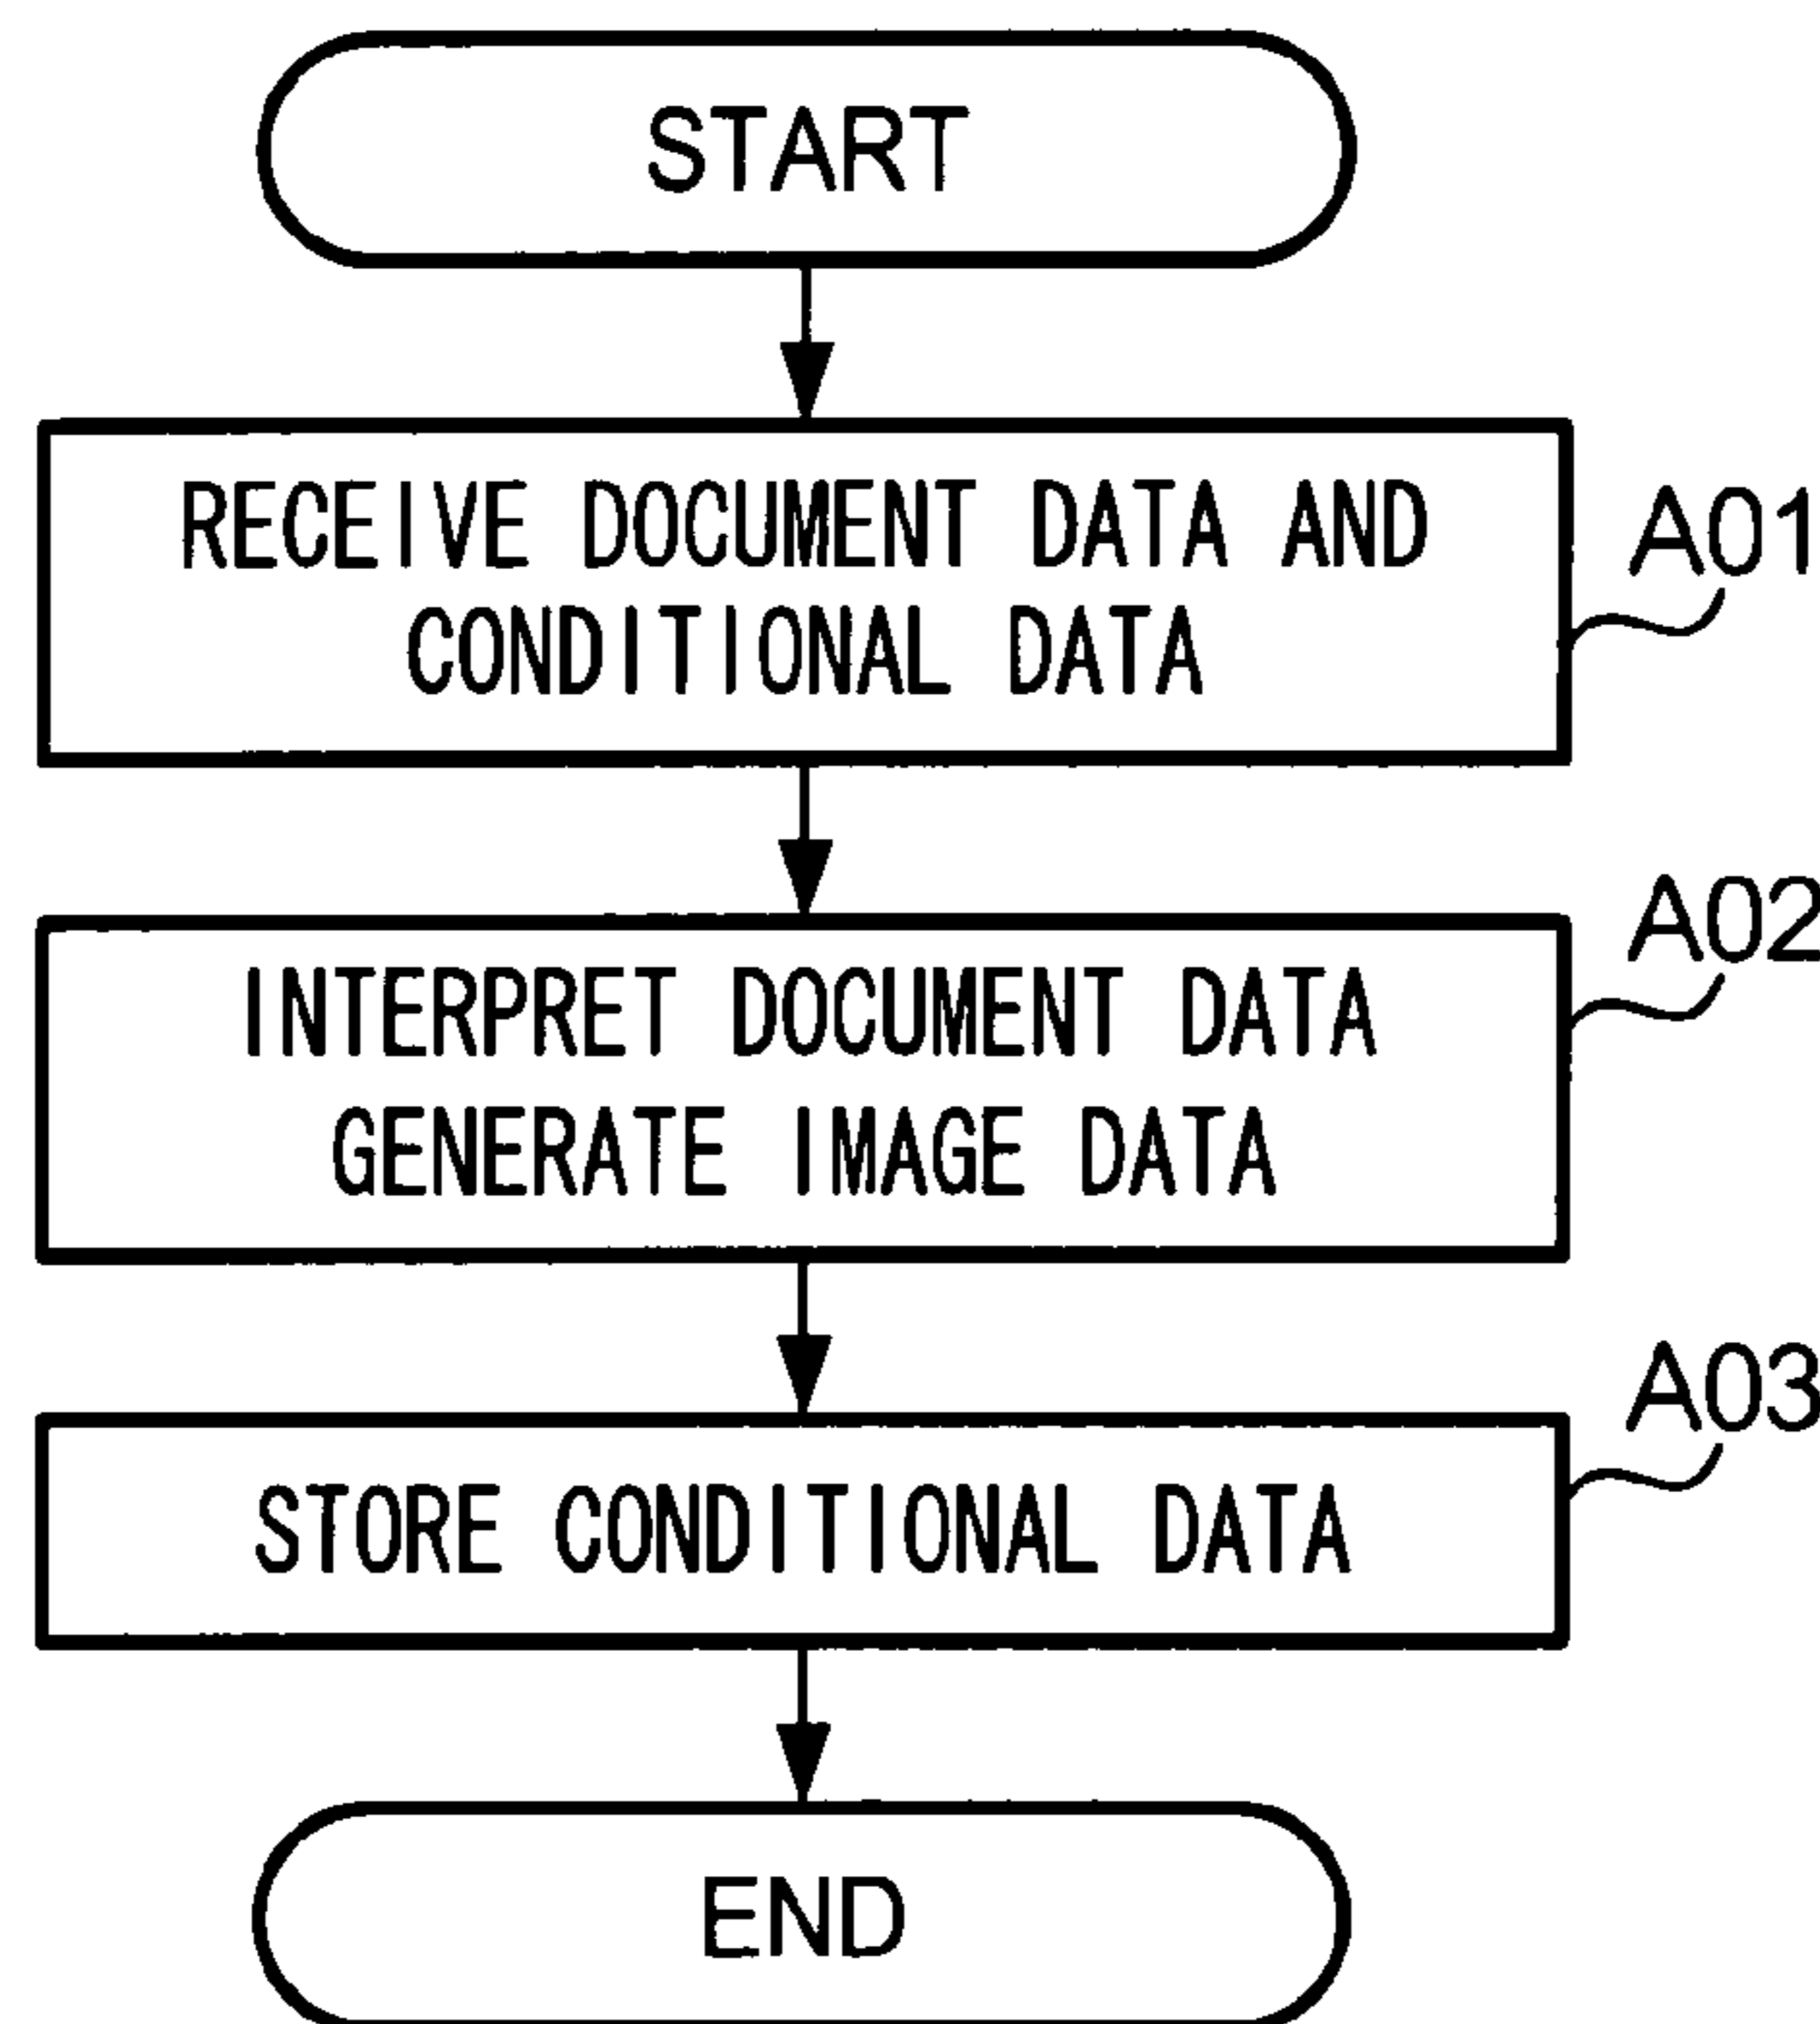 START
RECEIVE DOCUMENT DATA AND
CONDITIONAL DATA
A01
INTERPRET DOCUMENT DATA
GENERATE IMAGE DATA
A02
STORE CONDITIONAL DATA
A03
END